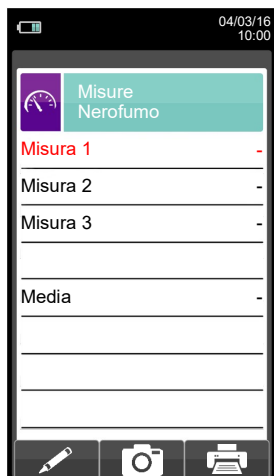 04/03/16
10:00
Misure
Nerofumo
Misura 1 -
Misura 2 -
Misura 3 -
Media -